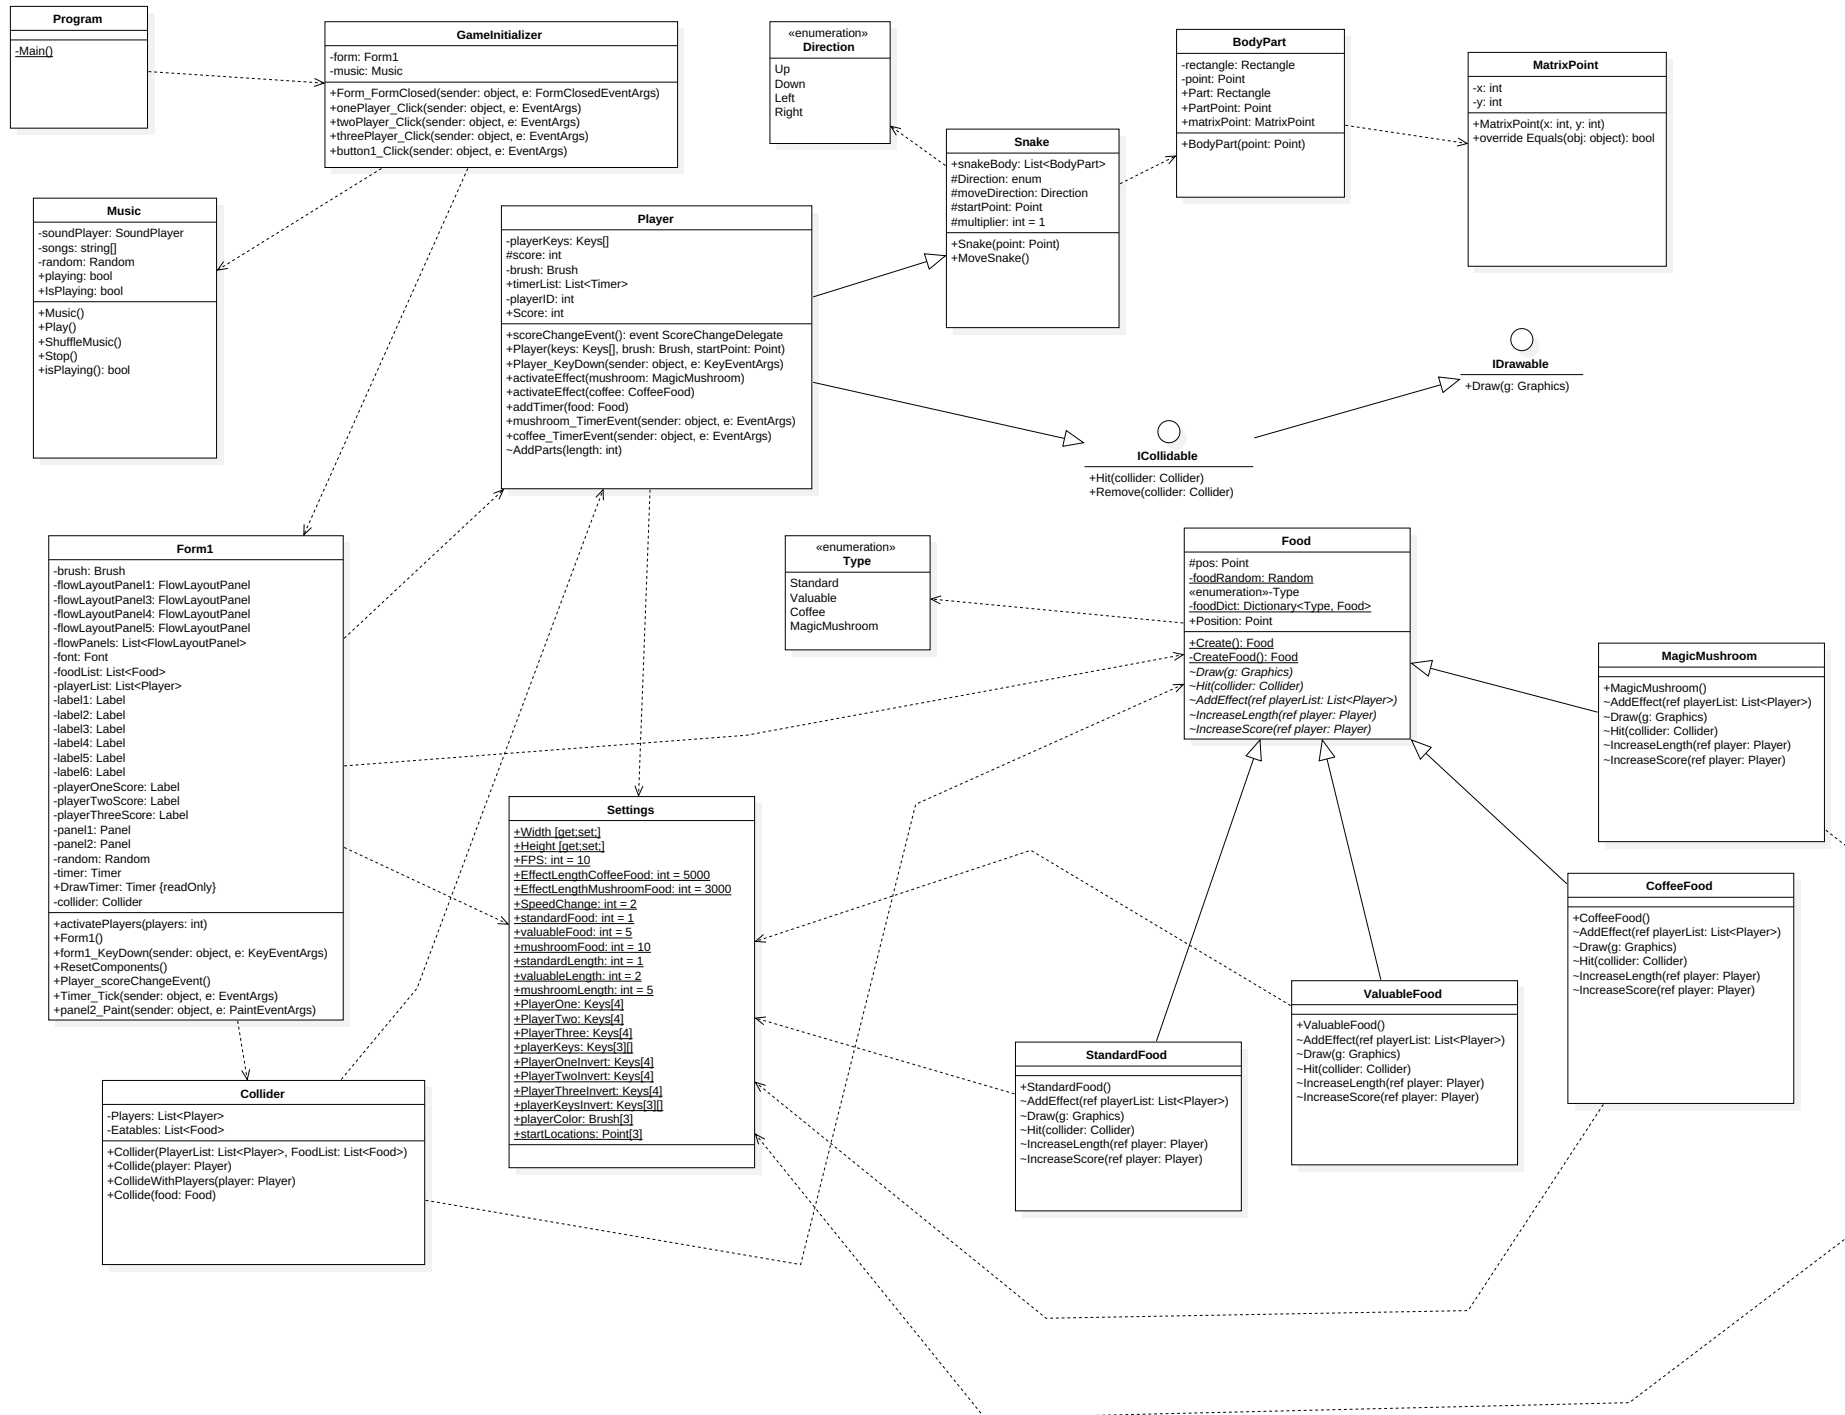 Program
-Main()
GameInitializer
-form: Form1
-music: Music
+Form_FormClosed(sender: object, e: FormClosedEventArgs)
+onePlayer_Click(sender: object, e: EventArgs)
+twoPlayer_Click(sender: object, e: EventArgs)
+threePlayer_Click(sender: object, e: EventArgs)
+button1_Click(sender: object, e: EventArgs)
«enumeration»
Direction
Up
Down
Left
Right
BodyPart
-rectangle: Rectangle
-point: Point
+Part: Rectangle
+PartPoint: Point
+matrixPoint: MatrixPoint
+BodyPart(point: Point)
MatrixPoint
-x: int
-y: int
+MatrixPoint(x: int, y: int)
+override Equals(obj: object): bool
Snake
+snakeBody: List<BodyPart>
#Direction: enum
#moveDirection: Direction
#startPoint: Point
#multiplier: int = 1
+Snake(point: Point)
+MoveSnake()
Music
-soundPlayer: SoundPlayer
-songs: string[]
-random: Random
+playing: bool
+IsPlaying: bool
+Music()
+Play()
+ShuffleMusic()
+Stop()
+isPlaying(): bool
Player
-playerKeys: Keys[]
#score: int
-brush: Brush
+timerList: List<Timer>
-playerID: int
+Score: int
+scoreChangeEvent(): event ScoreChangeDelegate
+Player(keys: Keys[], brush: Brush, startPoint: Point)
+Player_KeyDown(sender: object, e: KeyEventArgs)
+activateEffect(mushroom: MagicMushroom)
+activateEffect(coffee: CoffeeFood)
+addTimer(food: Food)
+mushroom_TimerEvent(sender: object, e: EventArgs)
+coffee_TimerEvent(sender: object, e: EventArgs)
~AddParts(length: int)
IDrawable
+Draw(g: Graphics)
ICollidable
+Hit(collider: Collider)
+Remove(collider: Collider)
Form1
-brush: Brush
-flowLayoutPanel1: FlowLayoutPanel
-flowLayoutPanel3: FlowLayoutPanel
-flowLayoutPanel4: FlowLayoutPanel
-flowLayoutPanel5: FlowLayoutPanel
-flowPanels: List<FlowLayoutPanel>
-font: Font
-foodList: List<Food>
-playerList: List<Player>
-label1: Label
-label2: Label
-label3: Label
-label4: Label
-label5: Label
-label6: Label
-playerOneScore: Label
-playerTwoScore: Label
-playerThreeScore: Label
-panel1: Panel
-panel2: Panel
-random: Random
-timer: Timer
+DrawTimer: Timer {readOnly}
-collider: Collider
+activatePlayers(players: int)
+Form1()
+form1_KeyDown(sender: object, e: KeyEventArgs)
+ResetComponents()
+Player_scoreChangeEvent()
+Timer_Tick(sender: object, e: EventArgs)
+panel2_Paint(sender: object, e: PaintEventArgs)
«enumeration»
Type
Standard
Valuable
Coffee
MagicMushroom
Food
#pos: Point
-foodRandom: Random
«enumeration»-Type
-foodDict: Dictionary<Type, Food>
+Position: Point
+Create(): Food
-CreateFood(): Food
~Draw(g: Graphics)
~Hit(collider: Collider)
~AddEffect(ref playerList: List<Player>)
~IncreaseLength(ref player: Player)
~IncreaseScore(ref player: Player)
MagicMushroom
+MagicMushroom()
~AddEffect(ref playerList: List<Player>)
~Draw(g: Graphics)
~Hit(collider: Collider)
~IncreaseLength(ref player: Player)
~IncreaseScore(ref player: Player)
Settings
+Width [get;set;]
+Height [get;set;]
+FPS: int = 10
+EffectLengthCoffeeFood: int = 5000
+EffectLengthMushroomFood: int = 3000
+SpeedChange: int = 2
+standardFood: int = 1
+valuableFood: int = 5
+mushroomFood: int = 10
+standardLength: int = 1
+valuableLength: int = 2
+mushroomLength: int = 5
+PlayerOne: Keys[4]
+PlayerTwo: Keys[4]
+PlayerThree: Keys[4]
+playerKeys: Keys[3][]
+PlayerOneInvert: Keys[4]
+PlayerTwoInvert: Keys[4]
+PlayerThreeInvert: Keys[4]
+playerKeysInvert: Keys[3][]
+playerColor: Brush[3]
+startLocations: Point[3]
CoffeeFood
+CoffeeFood()
~AddEffect(ref playerList: List<Player>)
~Draw(g: Graphics)
~Hit(collider: Collider)
~IncreaseLength(ref player: Player)
~IncreaseScore(ref player: Player)
ValuableFood
+ValuableFood()
~AddEffect(ref playerList: List<Player>)
~Draw(g: Graphics)
~Hit(collider: Collider)
~IncreaseLength(ref player: Player)
~IncreaseScore(ref player: Player)
StandardFood
+StandardFood()
~AddEffect(ref playerList: List<Player>)
~Draw(g: Graphics)
~Hit(collider: Collider)
~IncreaseLength(ref player: Player)
~IncreaseScore(ref player: Player)
Collider
-Players: List<Player>
-Eatables: List<Food>
+Collider(PlayerList: List<Player>, FoodList: List<Food>)
+Collide(player: Player)
+CollideWithPlayers(player: Player)
+Collide(food: Food)